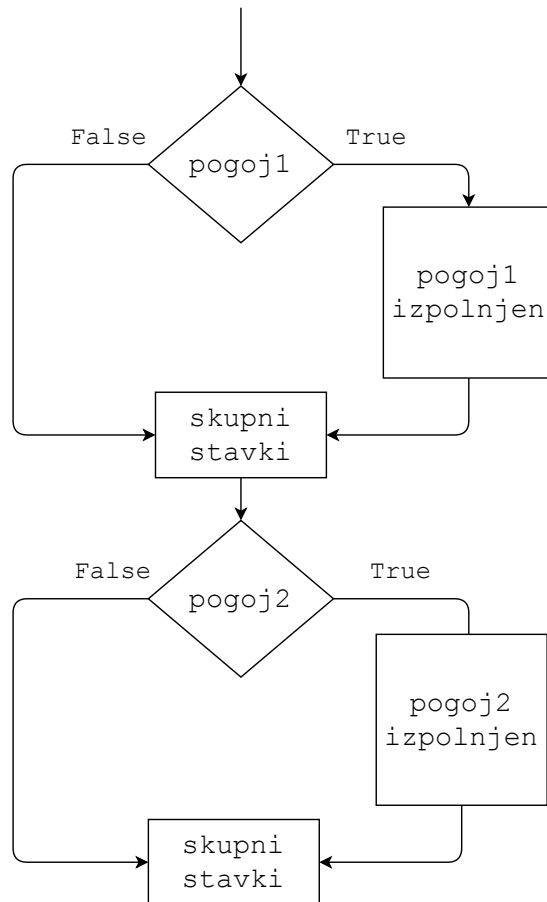 False
True
pogoj1
pogoj1
izpolnjen
skupni
stavki
False
True
pogoj2
pogoj2
izpolnjen
skupni
stavki